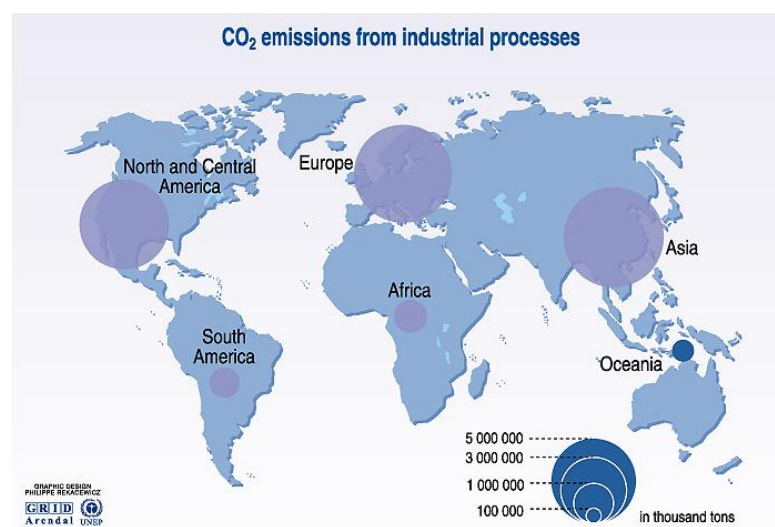 CO₂ emissions from industrial processes
North and Central
America
Europe
Asia
Africa
South
America
Oceania
5 000 000
3 000 000
1 000 000
100 000
in thousand tons
GRAPHIC DESIGN
PHILIPPE REKACEWICZ
GRID
Arendal
UNEP